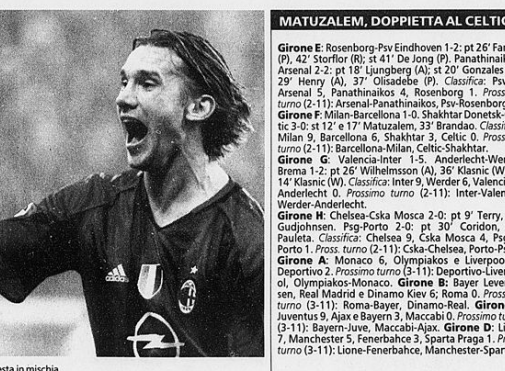 esta in mischia
MATUZALEM, DOPPIETTA AL CELTIC
Girone E: Rosenborg-Psv Eindhoven 1-2: pt 26' Far
(P), 42' Storflor (R); st 41' De Jong (P). Panathinaik
Arsenal 2-2: pt 18' Ljungberg (A); st 20' Gonzales
29' Henry (A), 37' Olisadebe (P). Classifica: Psv
Arsenal 5, Panathinaikos 4, Rosenborg 1. Pross
turno (2-11): Arsenal-Panathinaikos, Psv-Rosenborg
Girone F: Milan-Barcellona 1-0. Shakhtar Donetsk-
tic 3-0: st 12' e 17' Matuzalem, 33' Brandao. Classi
Milan 9, Barcellona 6, Shakhtar 3, Celtic 0. Pross
turno (2-11): Barcellona-Milan, Celtic-Shakhtar.
Girone G: Valencia-Inter 1-5. Anderlecht-Wer
Brema 1-2: pt 26' Wilhelmsson (A), 36' Klasnic (W
14' Klasnic (W). Classifica: Inter 9, Werder 6, Valenci
Anderlecht 0. Prossimo turno (2-11): Inter-Valen
Werder-Anderlecht.
Girone H: Chelsea-Cska Mosca 2-0: pt 9' Terry,
Gudjohnsen. Psg-Porto 2-0: pt 30' Coridon,
Pauleta. Classifica: Chelsea 9, Cska Mosca 4, Psg
Porto 1. Pross. turno (2-11): Cska-Chelsea, Porto-P
Girone A: Monaco 6, Olympiakos e Liverpoo
Deportivo 2. Prossimo turno (3-11): Deportivo-Liver
ol, Olympiakos-Monaco. Girone B: Bayer Lever
sen, Real Madrid e Dinamo Kiev 6; Roma 0. Pross
turno (3-11): Roma-Bayer, Dinamo-Real. Giron
Juventus 9, Ajax e Bayern 3, Maccabi 0. Prossimo tu
(3-11): Bayern-Juve, Maccabi-Ajax. Girone D: Li
7, Manchester 5, Fenerbahce 3, Sparta Praga 1. P
turno (3-11): Lione-Fenerbahce, Manchester-Spar